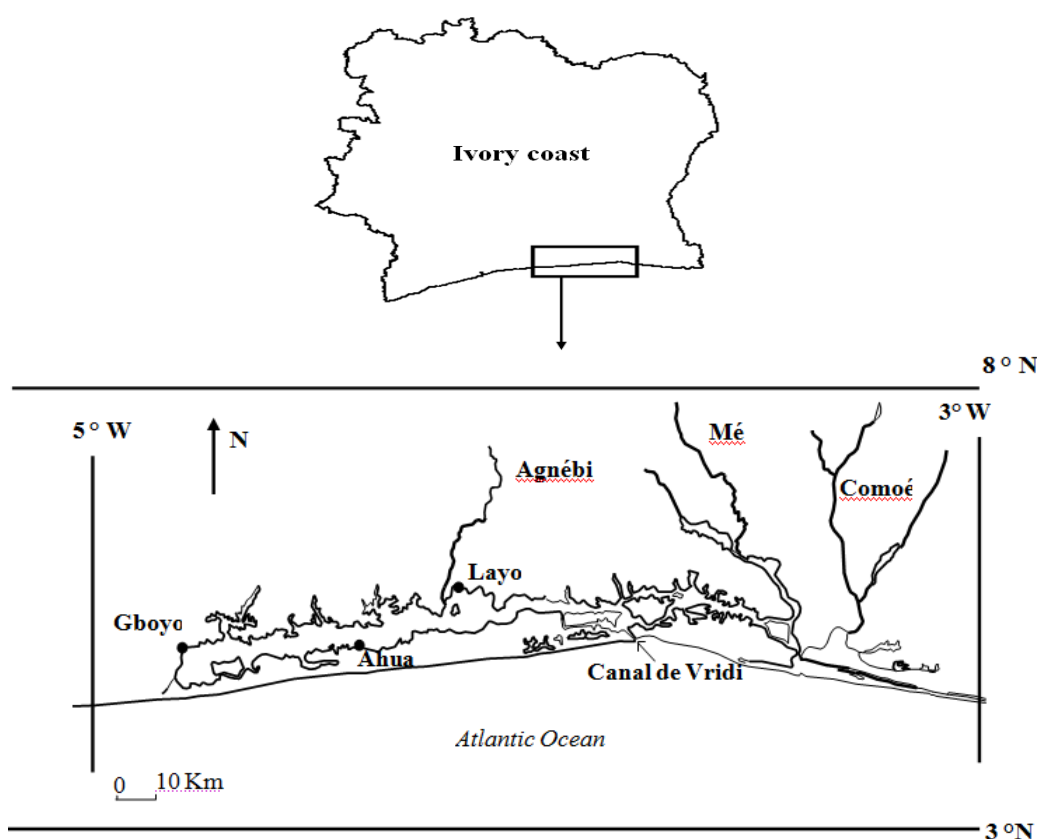 Ivory coast
8 ° N
5 ° W
3° W
N
Mé
Agnébi
Comoé
Layo
Gboyo
Ahua
Canal de Vridi
Atlantic Ocean
0 10 Km
3 °N